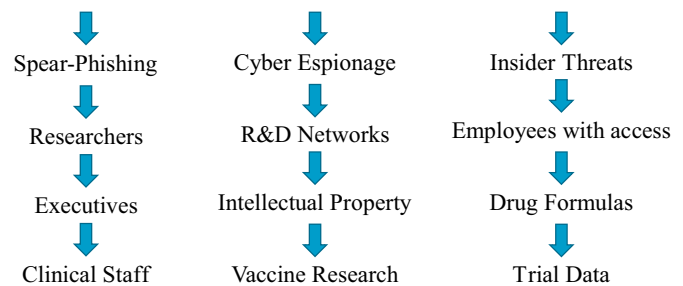 Spear-Phishing
Researchers
Executives
Clinical Staff
Cyber Espionage
R&D Networks
Intellectual Property
Vaccine Research
Insider Threats
Employees with access
Drug Formulas
Trial Data